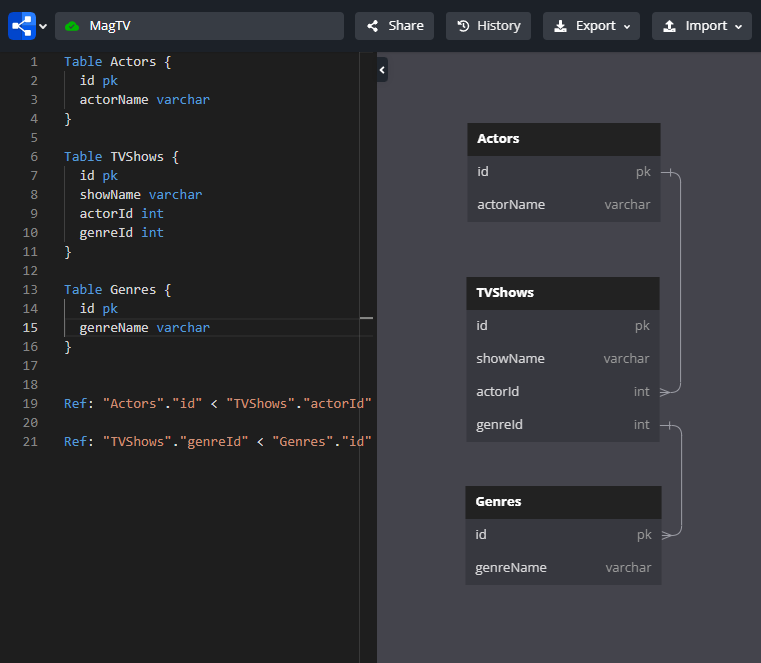 MagTV Share History Export Import
1 Table Actors {
2 id pk
3 actorName varchar
4 }
5
6 Table TVShows {
7 id pk
8 showName varchar
9 actorId int
10 genreId int
11 }
12
13 Table Genres {
14 id pk
15 genreName varchar
16 }
17
18
19 Ref: "Actors"."id" < "TVShows"."actorId"
20
21 Ref: "TVShows"."genreId" < "Genres"."id"
Actors
id pk
actorName varchar
TVShows
id pk
showName varchar
actorId int
genreId int
Genres
id pk
genreName varchar